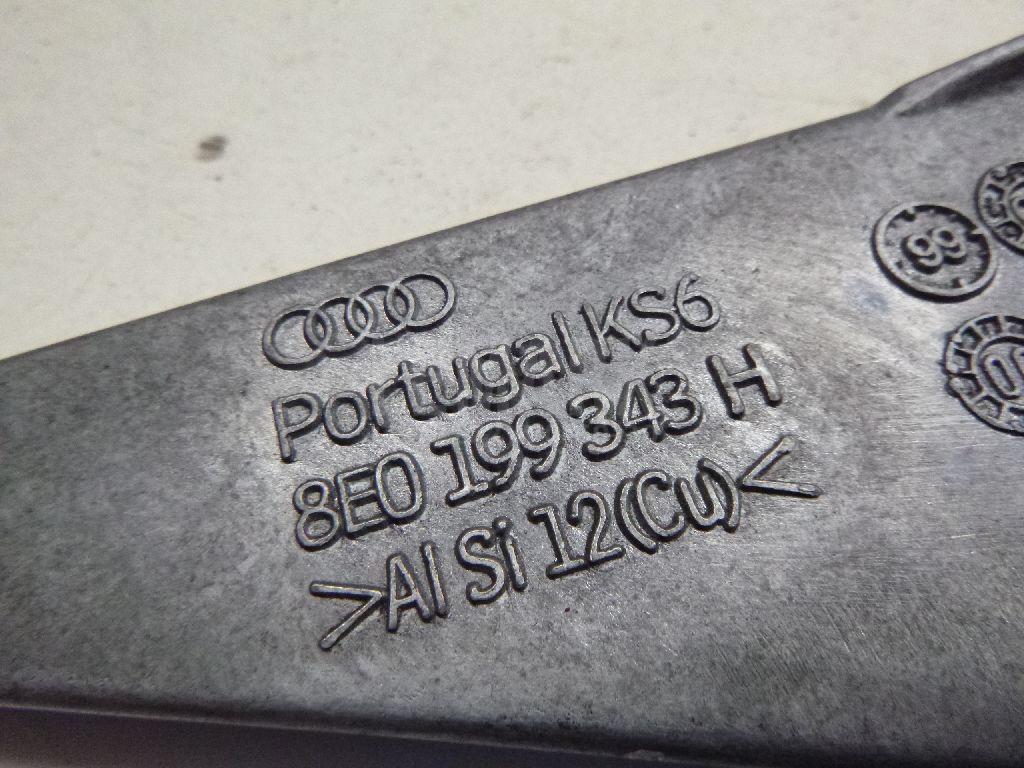 Portugal KS6
8E0 199 343 H
>Al Si 12(Cu)<
99